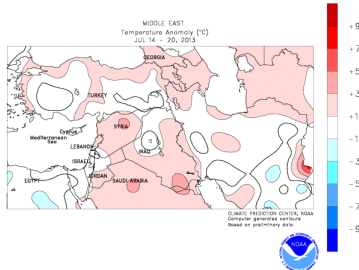 MIDDLE EAST
Temperature Anomaly (°C)
JUL 14 - 20, 2013
GEORGIA
TURKEY
SYRIA
Cyprus
Mediterranean
Sea
LEBANON
IRAQ
ISRAEL
JORDAN
EGYPT
SAUDI ARABIA
+ 9
+ 7
+ 5
+ 3
+ 1
- 1
- 3
- 5
- 7
- 9
CLIMATE PREDICTION CENTER, NOAA
Computer generated contours
Based on preliminary data
NOAA